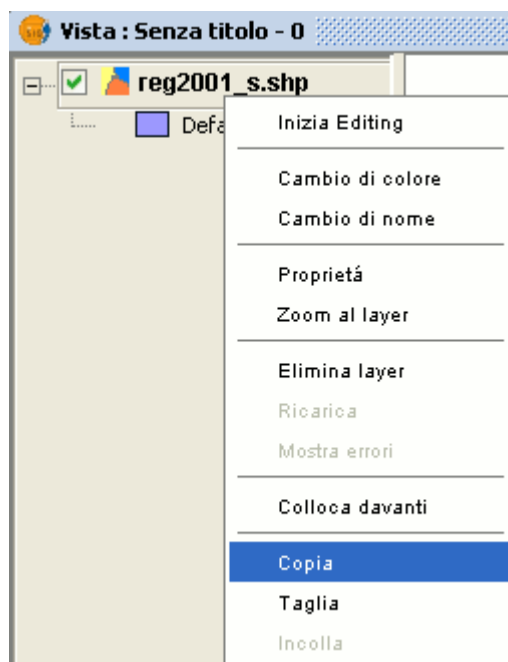 Vista : Senza titolo - 0
reg2001_s.shp
Defa
Inizia Editing
Cambio di colore
Cambio di nome
Proprietá
Zoom al layer
Elimina layer
Ricarica
Mostra errori
Colloca davanti
Copia
Taglia
Incolla